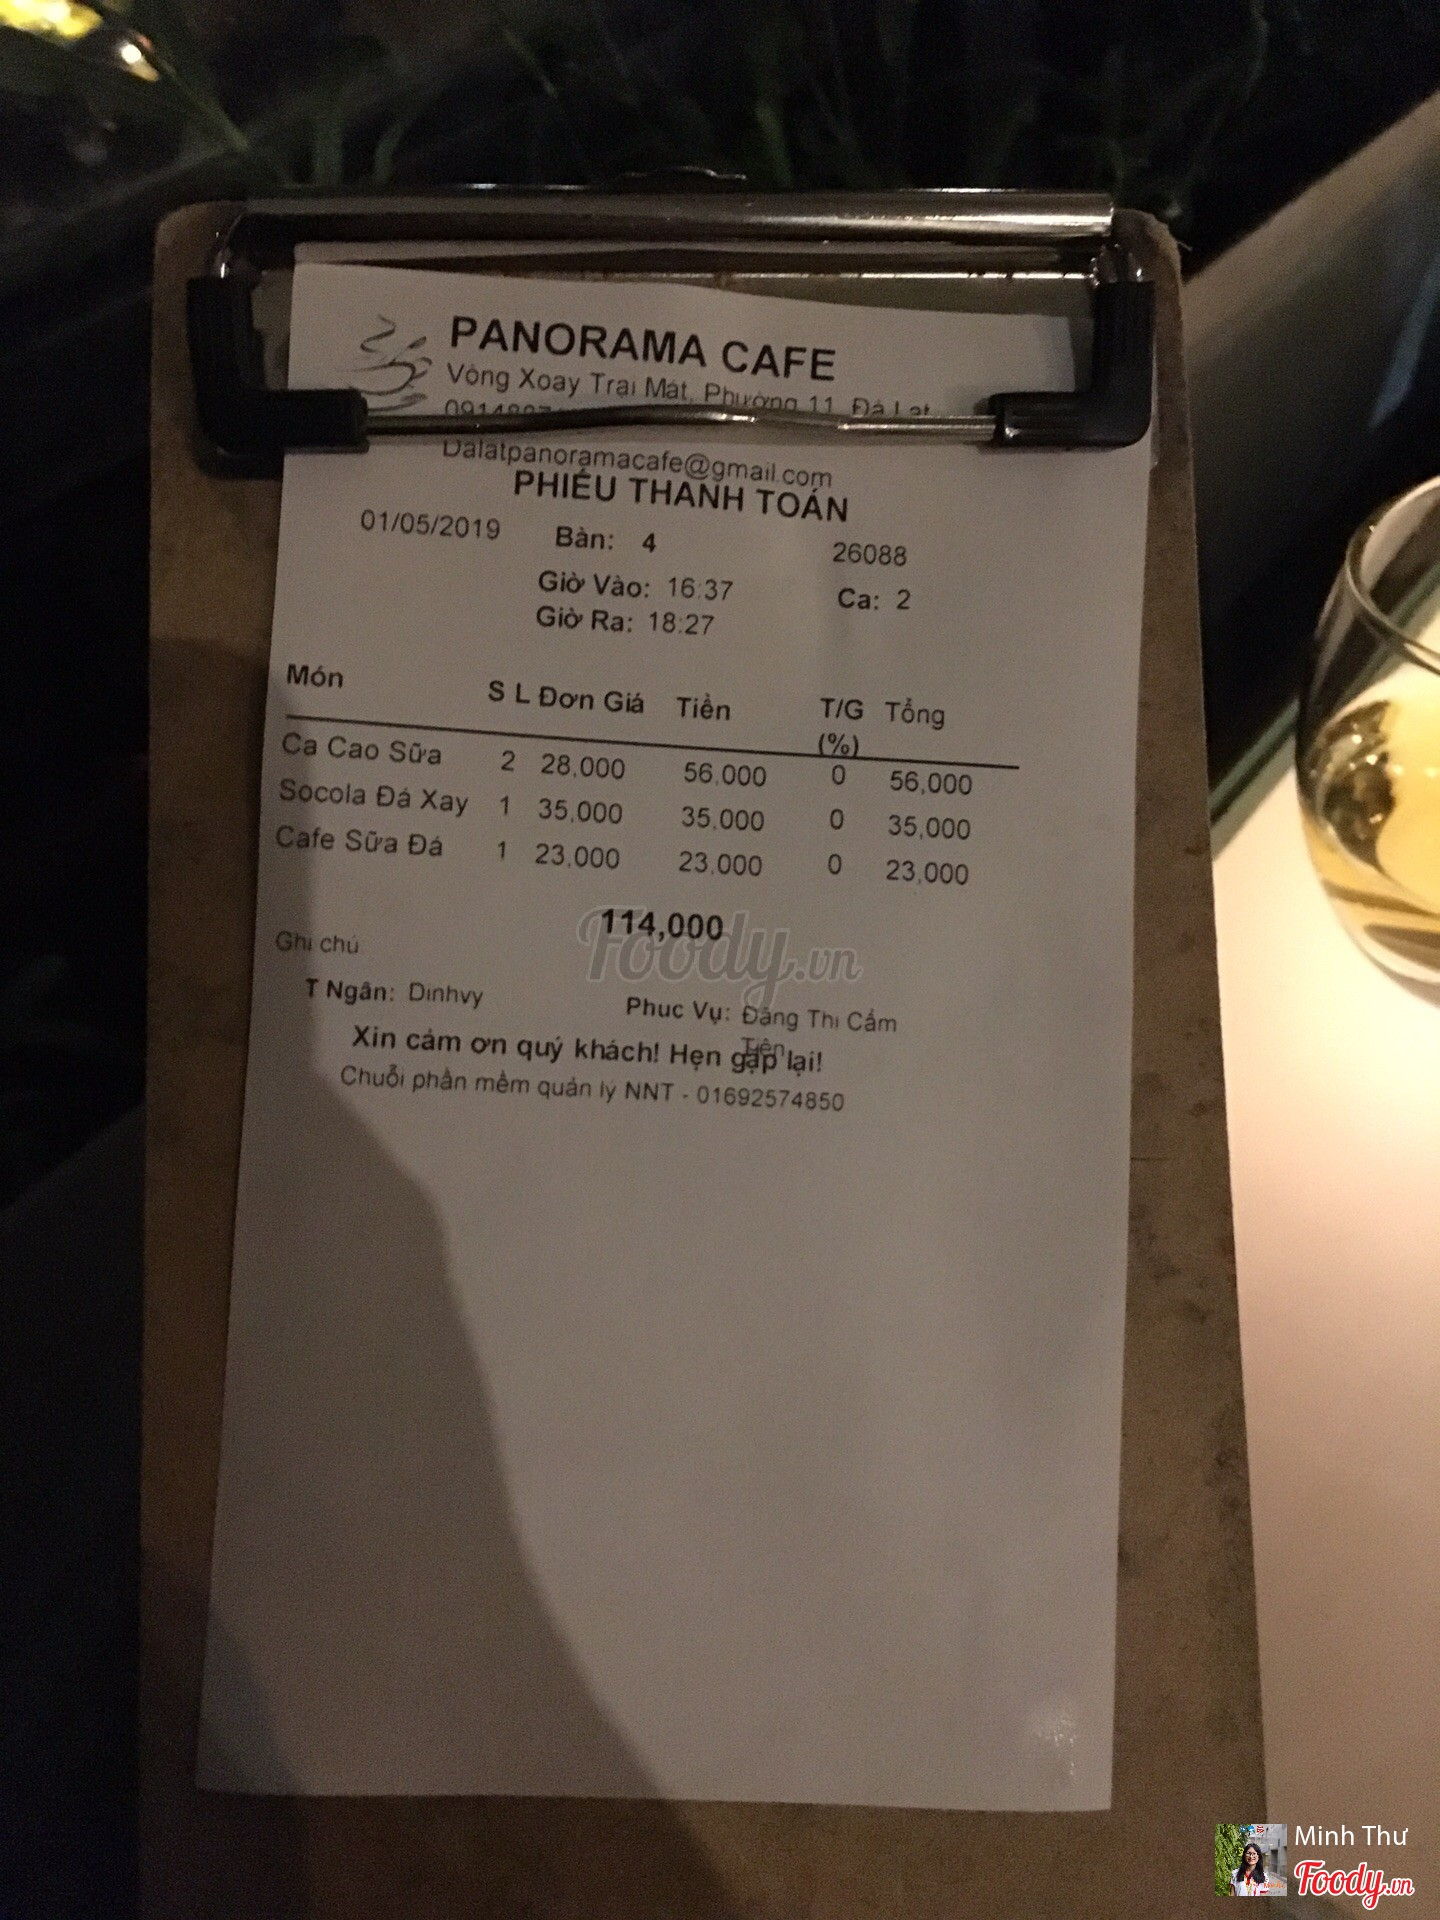 PANORAMA CAFE
Vòng Xoay Trại Mát, Phường 11, Đà Lạt
Dalatpanoramacafe@gmail.com
PHIẾU THANH TOÁN
01/05/2019 Bàn: 4 26088
Giờ Vào: 16:37 Ca: 2
Giờ Ra: 18:27
Món S L Đơn Giá Tiền T/G (%) Tổng
Ca Cao Sữa 2 28,000 56,000 0 56,000
Socola Đá Xay 1 35,000 35,000 0 35,000
Cafe Sữa Đá 1 23,000 23,000 0 23,000
114,000
Foody.vn
Ghi chú
T Ngân: Dinhvy Phục Vụ: Đặng Thị Cẩm
Tiên
Xin cảm ơn quý khách! Hẹn gặp lại!
Chuỗi phần mềm quản lý NNT - 01692574850
Minh Thư
Foody.vn